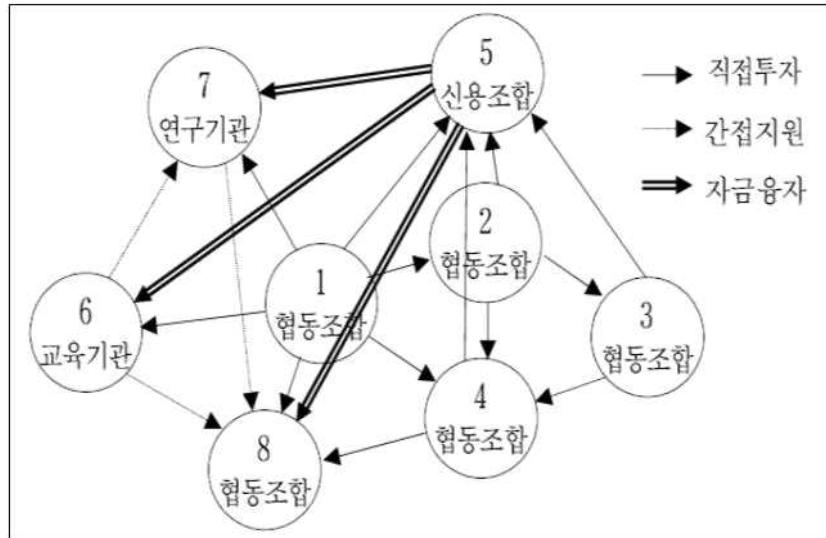 5
신용조합
7
연구기관
직접투자
간접지원
자금융자
2
협동조합
1
협동조합
6
교육기관
3
협동조합
4
협동조합
8
협동조합